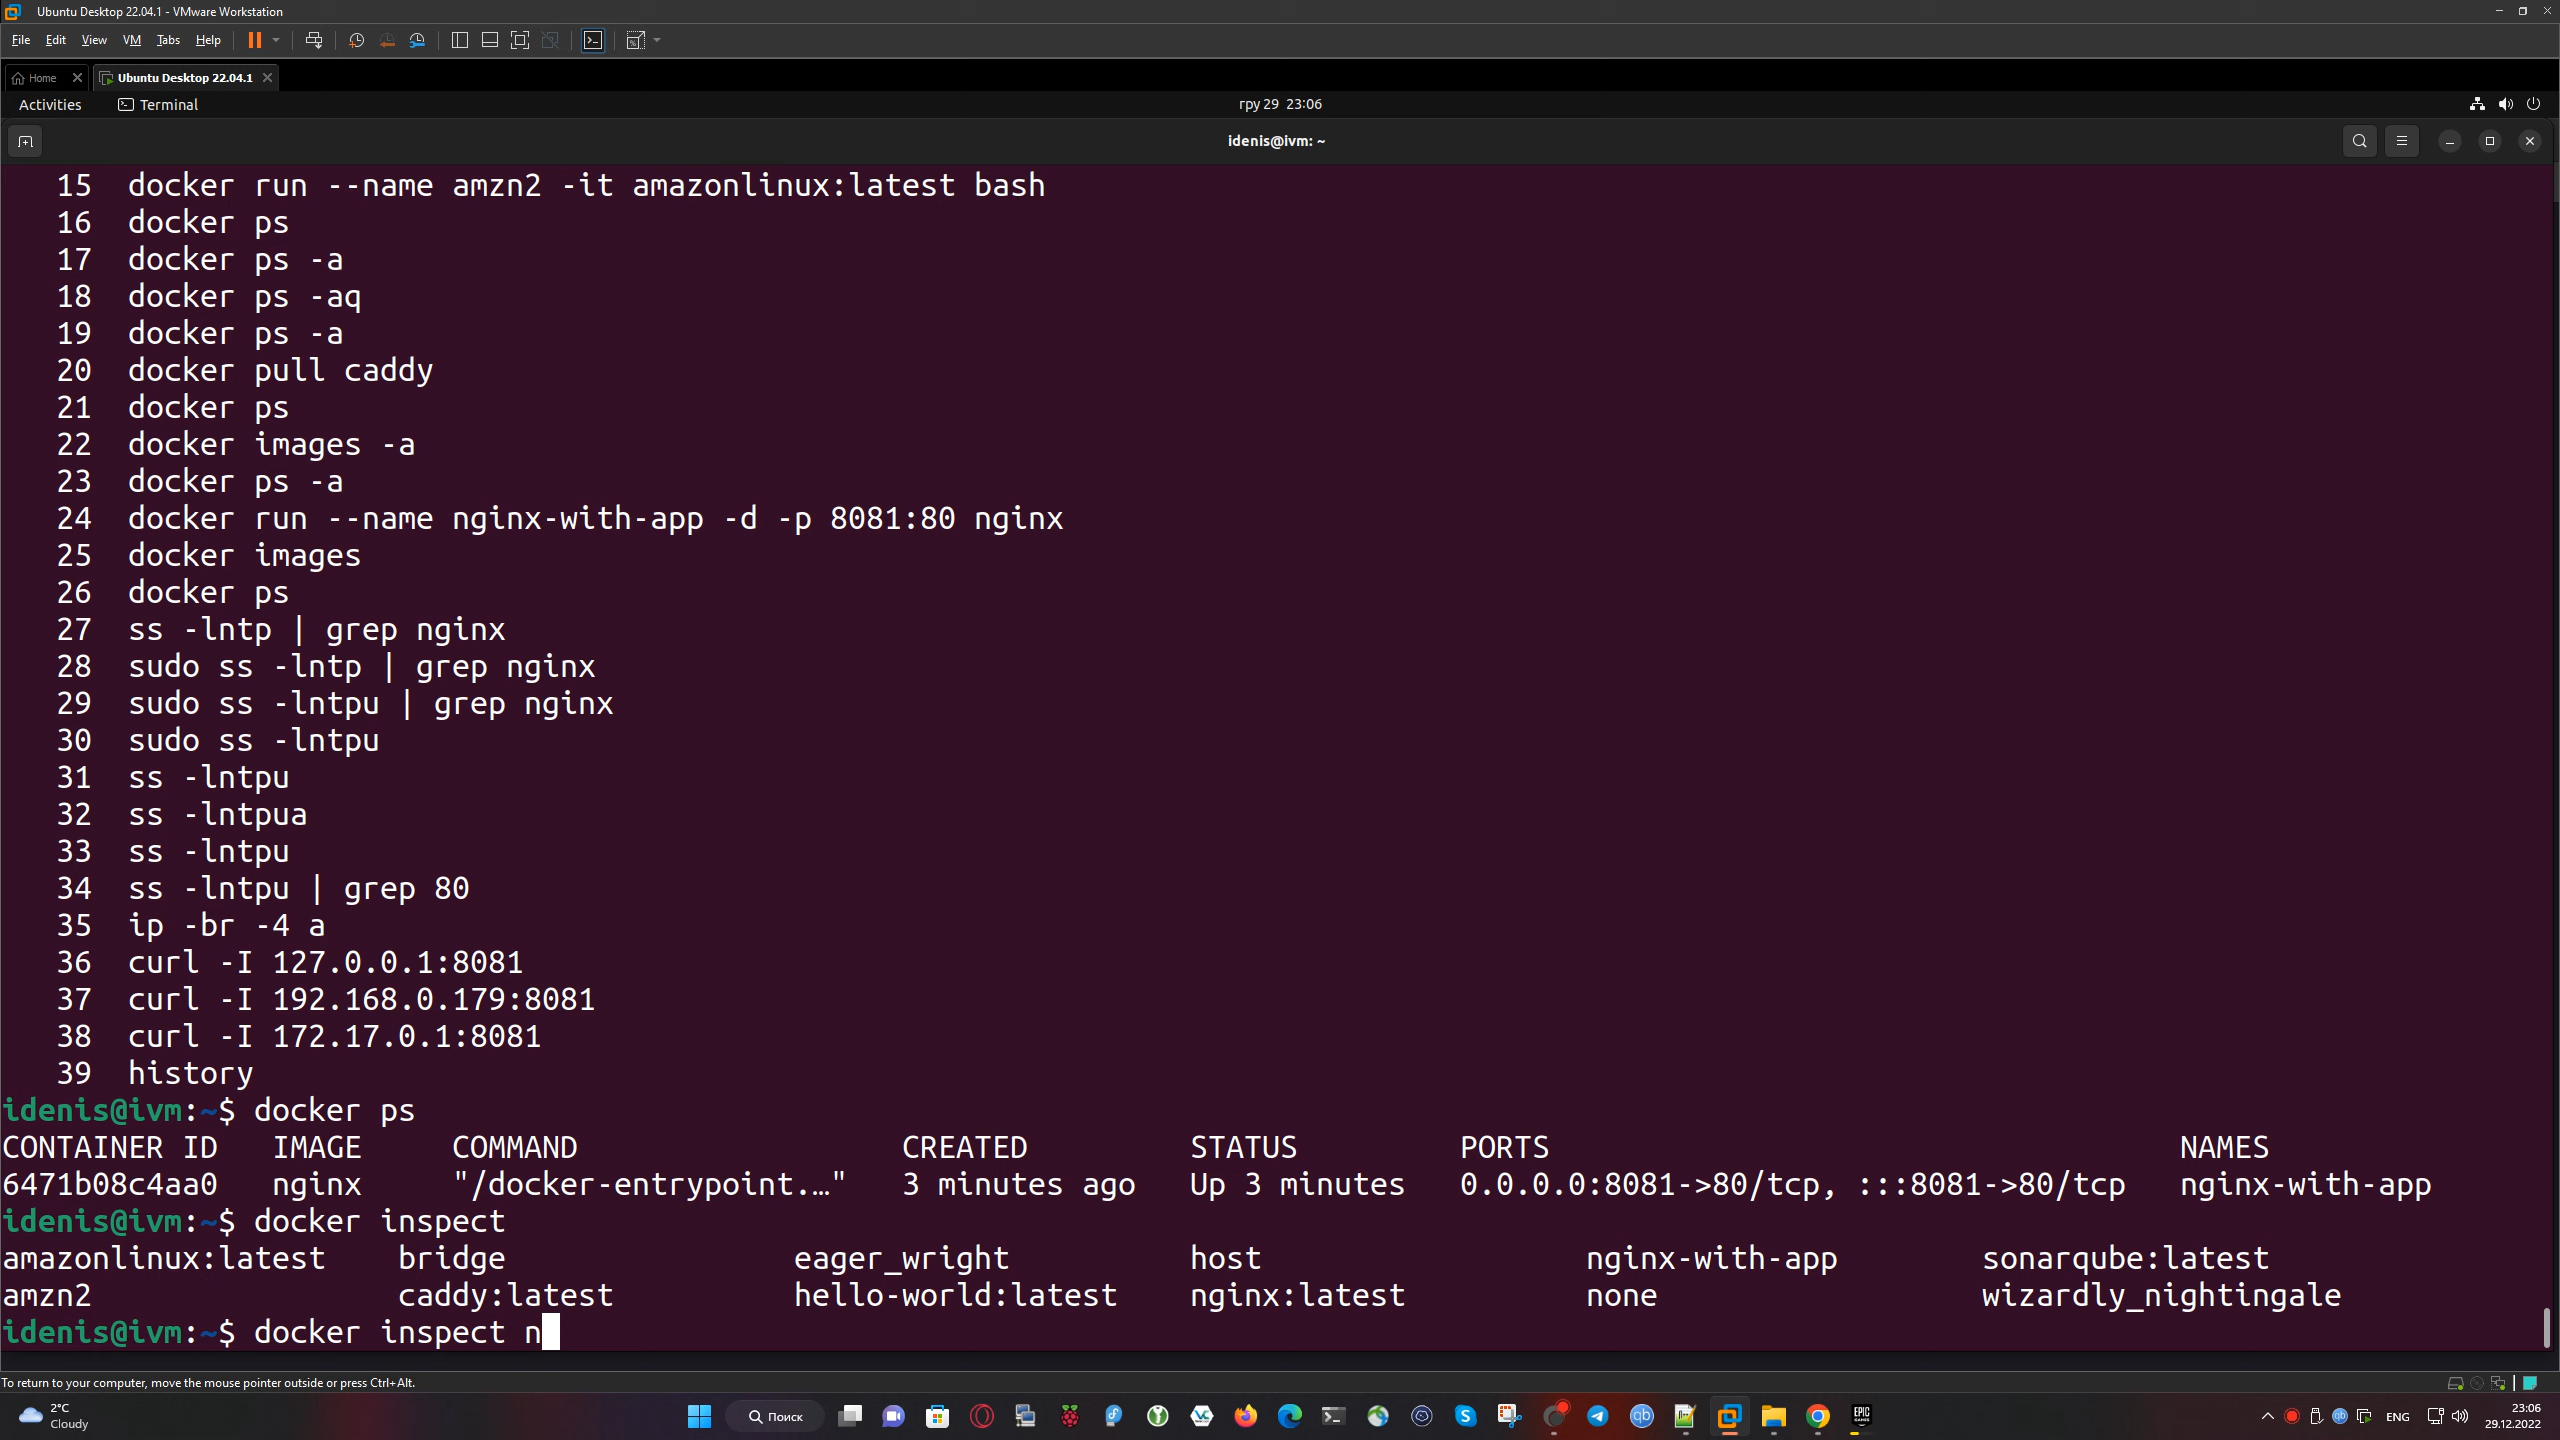 Ubuntu Desktop 22.04.1 - VMware Workstation
File Edit View VM Tabs Help
Home Ubuntu Desktop 22.04.1
Activities Terminal гру 29 23:06
idenis@ivm: ~
15 docker run --name amzn2 -it amazonlinux:latest bash
16 docker ps
17 docker ps -a
18 docker ps -aq
19 docker ps -a
20 docker pull caddy
21 docker ps
22 docker images -a
23 docker ps -a
24 docker run --name nginx-with-app -d -p 8081:80 nginx
25 docker images
26 docker ps
27 ss -lntp | grep nginx
28 sudo ss -lntp | grep nginx
29 sudo ss -lntpu | grep nginx
30 sudo ss -lntpu
31 ss -lntpu
32 ss -lntpua
33 ss -lntpu
34 ss -lntpu | grep 80
35 ip -br -4 a
36 curl -I 127.0.0.1:8081
37 curl -I 192.168.0.179:8081
38 curl -I 172.17.0.1:8081
39 history
idenis@ivm:~$ docker ps
CONTAINER ID IMAGE COMMAND CREATED STATUS PORTS NAMES
6471b08c4aa0 nginx "/docker-entrypoint.…" 3 minutes ago Up 3 minutes 0.0.0.0:8081->80/tcp, :::8081->80/tcp nginx-with-app
idenis@ivm:~$ docker inspect
amazonlinux:latest bridge eager_wright host nginx-with-app sonarqube:latest
amzn2 caddy:latest hello-world:latest nginx:latest none wizardly_nightingale
idenis@ivm:~$ docker inspect n
To return to your computer, move the mouse pointer outside or press Ctrl+Alt.
2°C
Cloudy
Поиск
qb
EPIC GAMES
ENG
23:06
29.12.2022